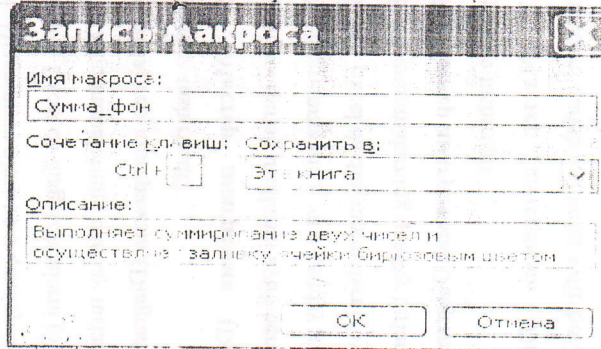 Запись макроса
Имя макроса:
Сумма_фон
Сочетание клавиш: Сохранить в:
Ctrl+ Эта книга
Описание:
Выполняет суммирование двух чисел и
осуществляет заливку ячейки бирюзовым цветом
ОК Отмена